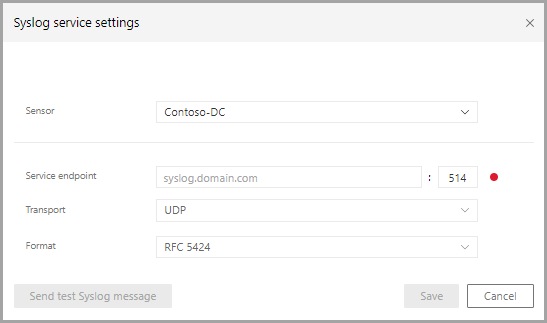 Syslog service settings
Sensor
Contoso-DC
Service endpoint
syslog.domain.com : 514
Transport
UDP
Format
RFC 5424
Send test Syslog message
Save
Cancel